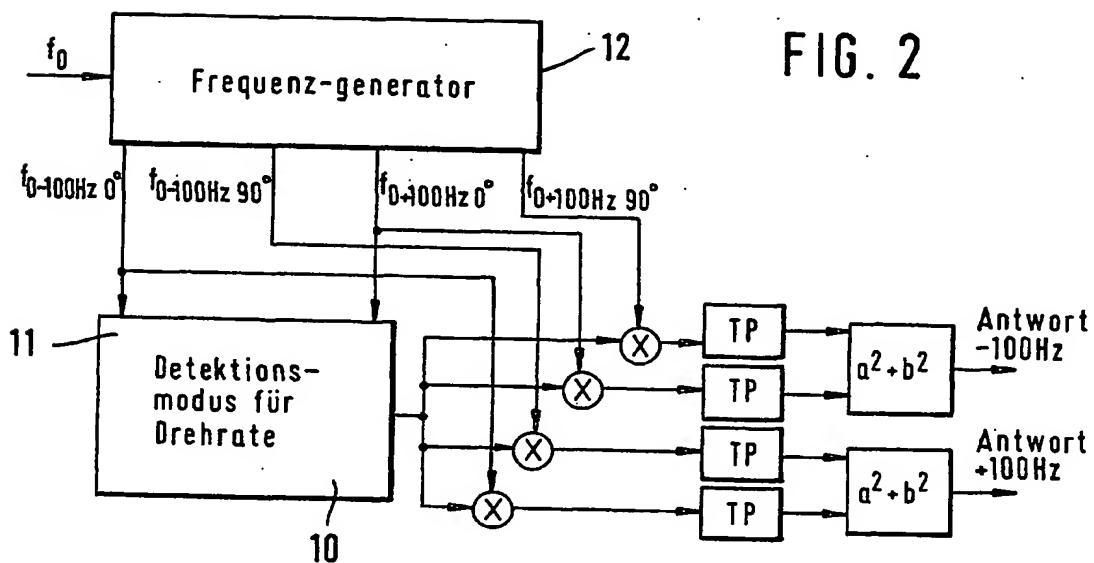 FIG. 2
f0
Frequenz-generator
12
f0-100Hz 0°
f0-100Hz 90°
f0+100Hz 0°
f0+100Hz 90°
11
Detektions-
modus für
Drehrate
10
X
X
X
X
TP
TP
TP
TP
a²+b²
a²+b²
Antwort
-100Hz
Antwort
+100Hz